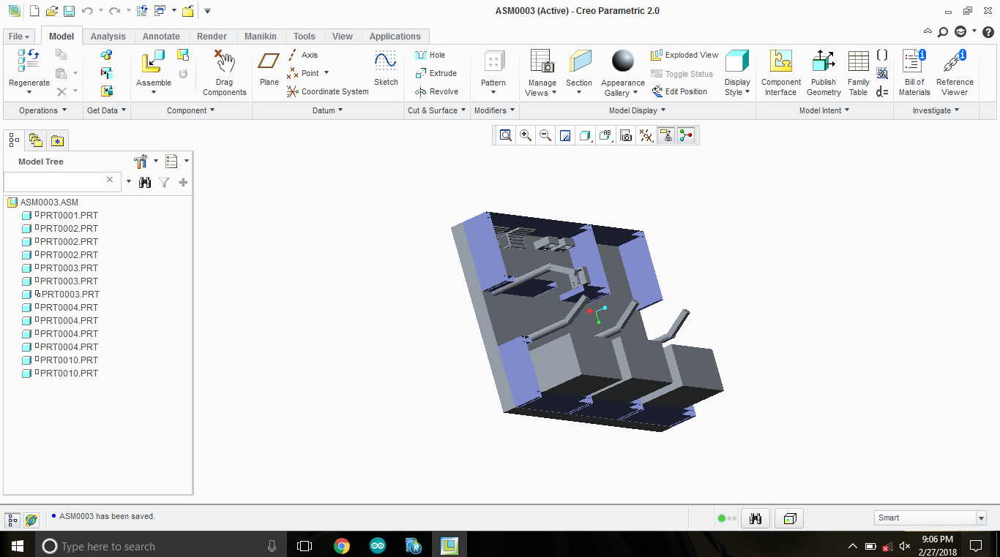 ASM0003 (Active) - Creo Parametric 2.0
File Model Analysis Annotate Render Manikin Tools View Applications
Regenerate
Assemble
Drag
Components
Plane
Axis
Point
Coordinate System
Sketch
Hole
Extrude
Revolve
Pattern
Manage
Views
Section
Appearance
Gallery
Exploded View
Toggle Status
Edit Position
Display
Style
Component
Interface
Publish
Geometry
Family
Table
d=
Bill of
Materials
Reference
Viewer
Operations Get Data Component Datum Cut & Surface Modifiers Model Display Model Intent Investigate
AB
Model Tree
ASM0003.ASM
PRT0001.PRT
PRT0002.PRT
PRT0002.PRT
PRT0002.PRT
PRT0003.PRT
PRT0003.PRT
PRT0003.PRT
PRT0004.PRT
PRT0004.PRT
PRT0004.PRT
PRT0004.PRT
PRT0010.PRT
PRT0010.PRT
ASM0003 has been saved.
Smart
Type here to search
9:06 PM
2/27/2018